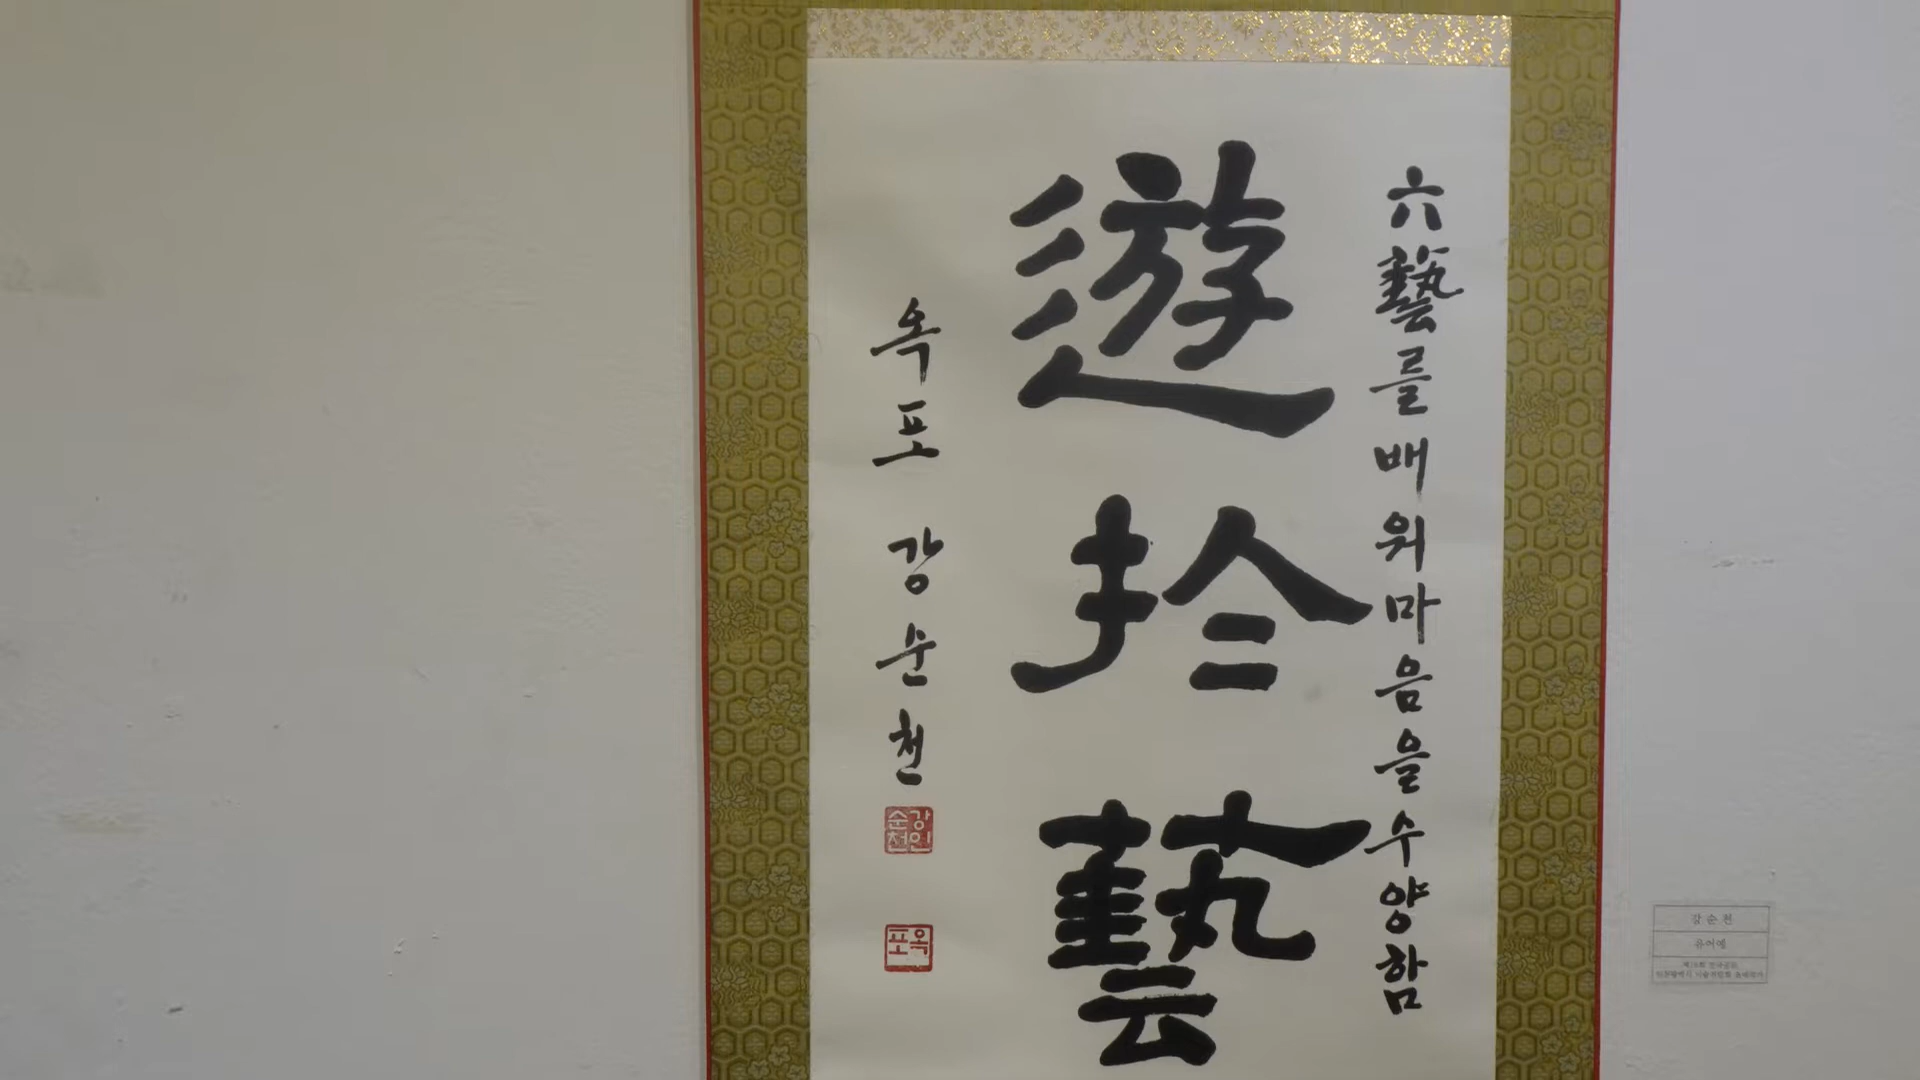 六藝를배워마음을수양함
遊於藝
옥포 강순천
강인순천
옥포
강순천
유어예